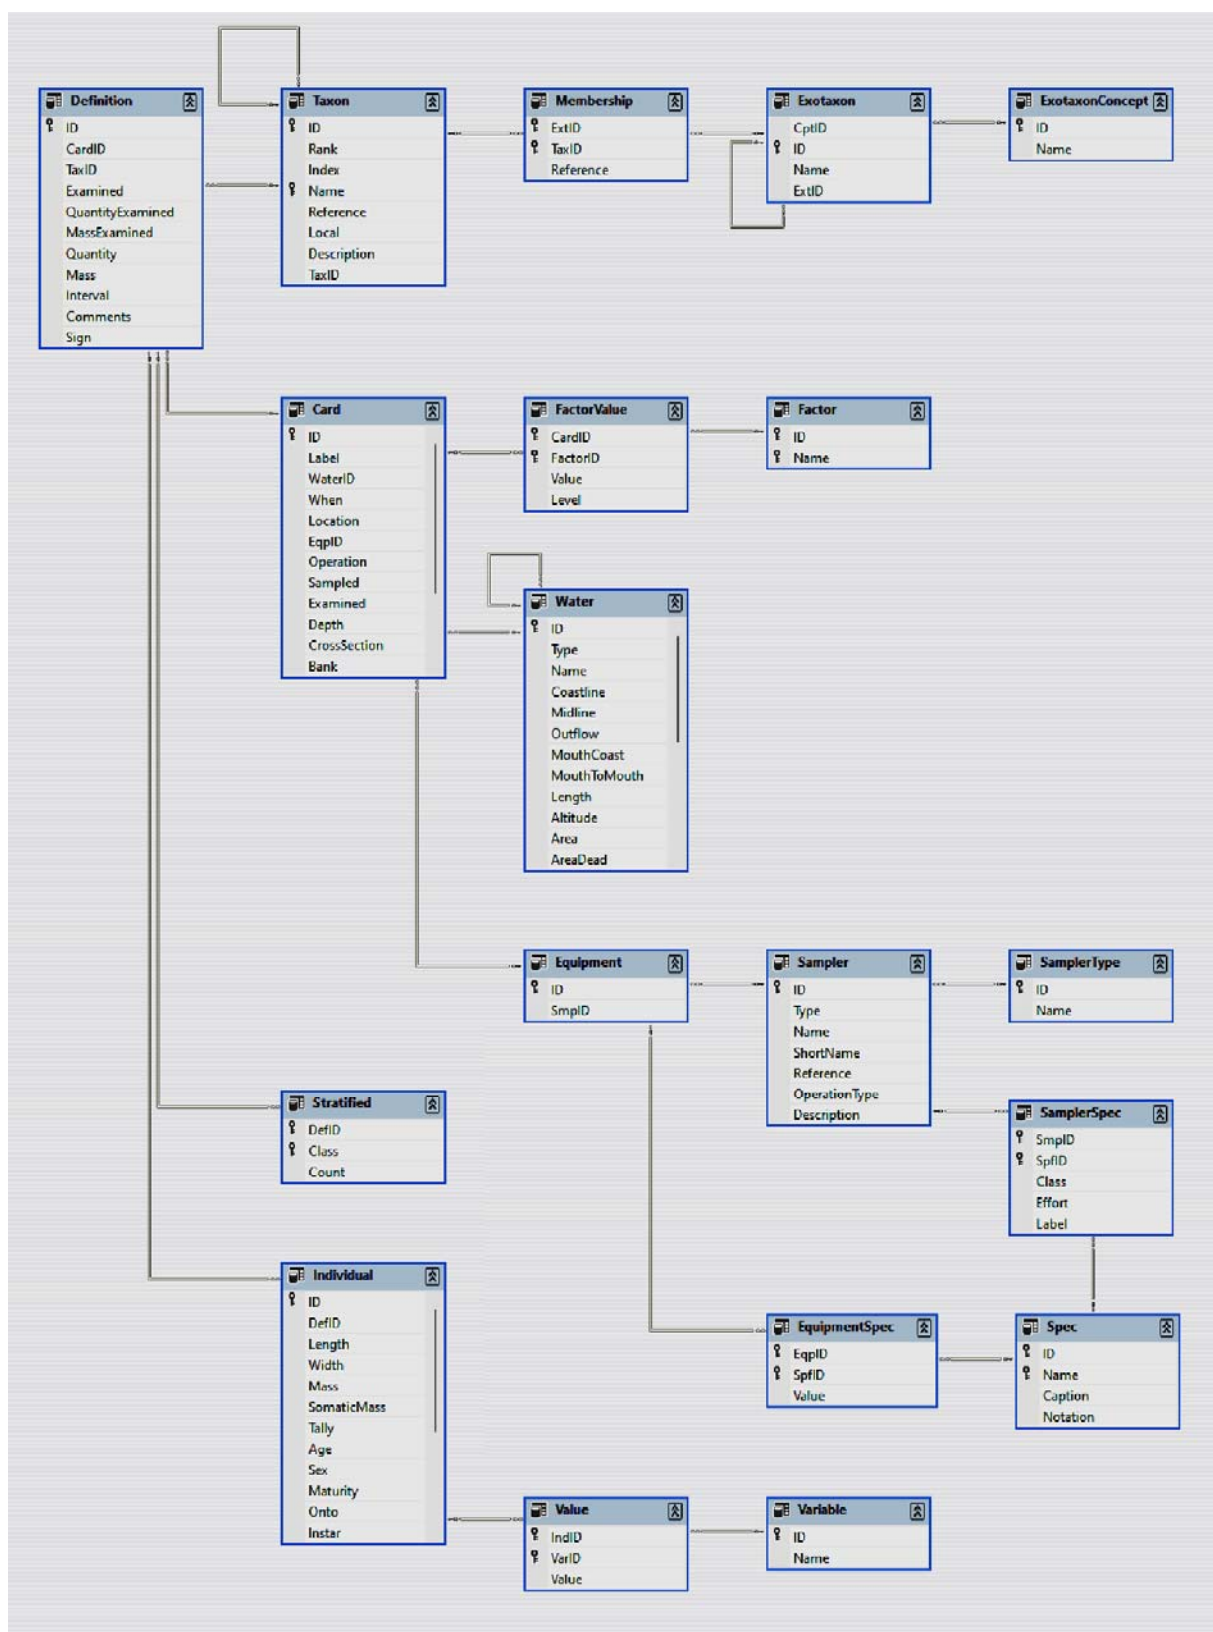 Definition
ID
CardID
TaxID
Examined
QuantityExamined
MassExamined
Quantity
Mass
Interval
Comments
Sign
Taxon
ID
Rank
Index
Name
Reference
Local
Description
TaxID
Membership
ExtID
TaxID
Reference
Exotaxon
CptID
ID
Name
ExtID
ExotaxonConcept
ID
Name
Card
ID
Label
WaterID
When
Location
EqpID
Operation
Sampled
Examined
Depth
CrossSection
Bank
FactorValue
CardID
FactorID
Value
Level
Factor
ID
Name
Water
ID
Type
Name
Coastline
Midline
Outflow
MouthCoast
MouthToMouth
Length
Altitude
Area
AreaDead
Equipment
ID
SmpID
Sampler
ID
Type
Name
ShortName
Reference
OperationType
Description
SamplerType
ID
Name
Stratified
DefID
Class
Count
SamplerSpec
SmpID
SpfID
Class
Effort
Label
Individual
ID
DefID
Length
Width
Mass
SomaticMass
Tally
Age
Sex
Maturity
Onto
Instar
EquipmentSpec
EqpID
SpfID
Value
Spec
ID
Name
Caption
Notation
Value
IndID
VarID
Value
Variable
ID
Name